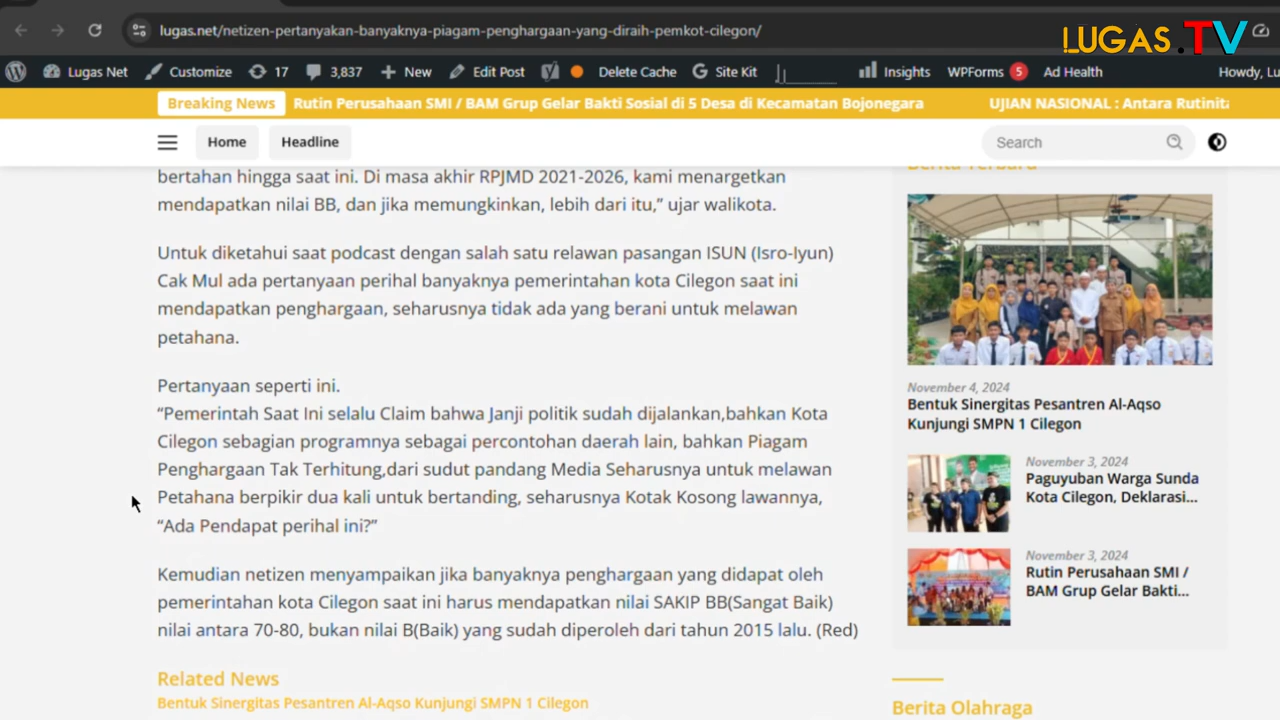 lugas.net/netizen-pertanyakan-banyaknya-piagam-penghargaan-yang-diraih-pemkot-cilegon/
LUGAS.TV
Lugas Net Customize 17 3,837 New Edit Post Delete Cache Site Kit Insights WPForms 5 Ad Health Howdy, Lu
Breaking News Rutin Perusahaan SMI / BAM Grup Gelar Bakti Sosial di 5 Desa di Kecamatan Bojonegara UJIAN NASIONAL : Antara Rutinita
Home Headline Search
bertahan hingga saat ini. Di masa akhir RPJMD 2021-2026, kami menargetkan
mendapatkan nilai BB, dan jika memungkinkan, lebih dari itu,” ujar walikota.
Untuk diketahui saat podcast dengan salah satu relawan pasangan ISUN (Isro-Iyun)
Cak Mul ada pertanyaan perihal banyaknya pemerintahan kota Cilegon saat ini
mendapatkan penghargaan, seharusnya tidak ada yang berani untuk melawan
petahana.
Pertanyaan seperti ini.
“Pemerintah Saat Ini selalu Claim bahwa Janji politik sudah dijalankan,bahkan Kota
Cilegon sebagian programnya sebagai percontohan daerah lain, bahkan Piagam
Penghargaan Tak Terhitung,dari sudut pandang Media Seharusnya untuk melawan
Petahana berpikir dua kali untuk bertanding, seharusnya Kotak Kosong lawannya,
“Ada Pendapat perihal ini?”
Kemudian netizen menyampaikan jika banyaknya penghargaan yang didapat oleh
pemerintahan kota Cilegon saat ini harus mendapatkan nilai SAKIP BB(Sangat Baik)
nilai antara 70-80, bukan nilai B(Baik) yang sudah diperoleh dari tahun 2015 lalu. (Red)
Related News
Bentuk Sinergitas Pesantren Al-Aqso Kunjungi SMPN 1 Cilegon
Berita Terbaru
November 4, 2024
Bentuk Sinergitas Pesantren Al-Aqso
Kunjungi SMPN 1 Cilegon
November 3, 2024
Paguyuban Warga Sunda
Kota Cilegon, Deklarasi...
November 3, 2024
Rutin Perusahaan SMI /
BAM Grup Gelar Bakti...
Berita Olahraga